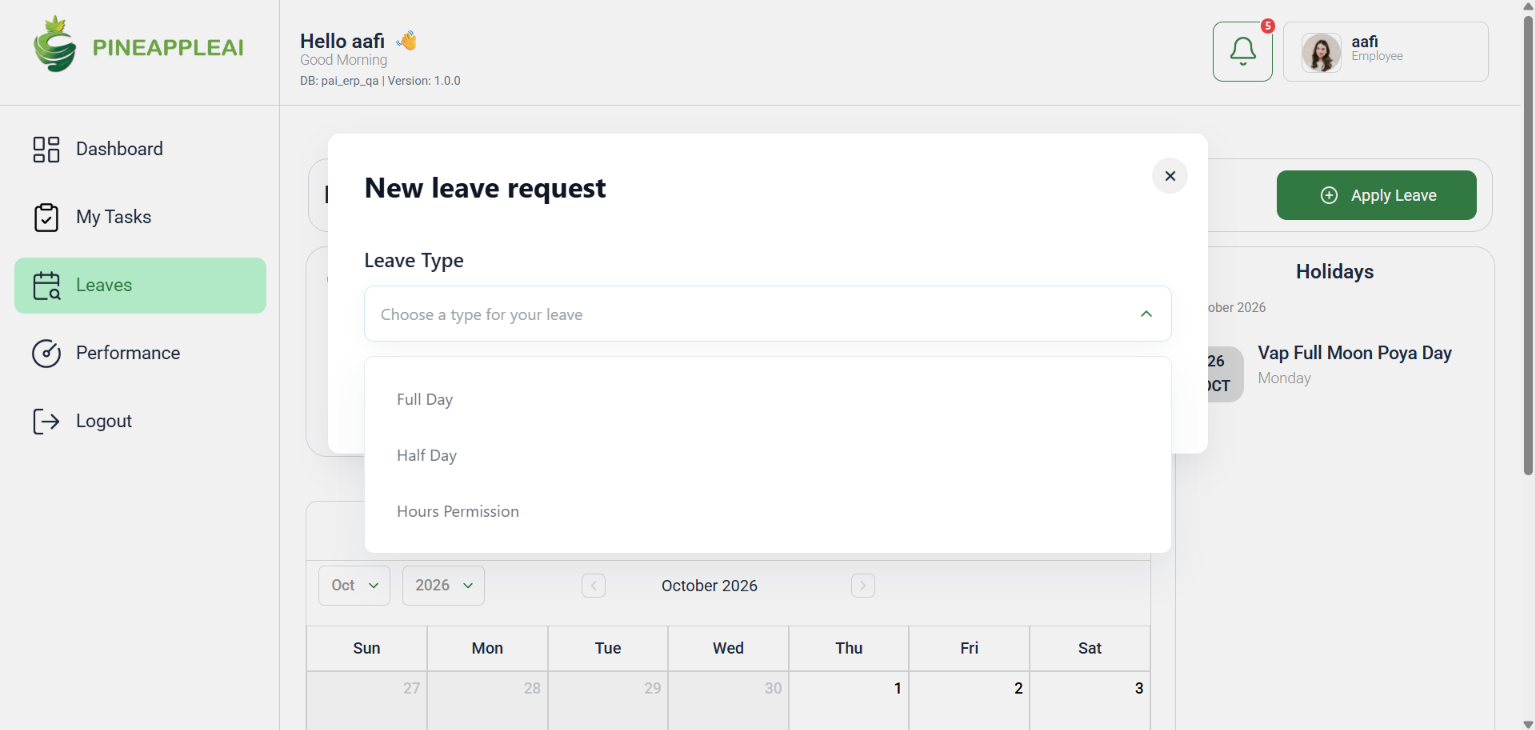 PINEAPPLEAI
Hello aafi 👋
Good Morning
DB: pai_erp_qa | Version: 1.0.0
5
aafi
Employee
Dashboard
My Tasks
Leaves
Performance
Logout
New leave request
Apply Leave
Leave Type
Choose a type for your leave
Full Day
Half Day
Hours Permission
Holidays
ober 2026
26
OCT
Vap Full Moon Poya Day
Monday
Oct
2026
October 2026
Sun Mon Tue Wed Thu Fri Sat
27 28 29 30 1 2 3